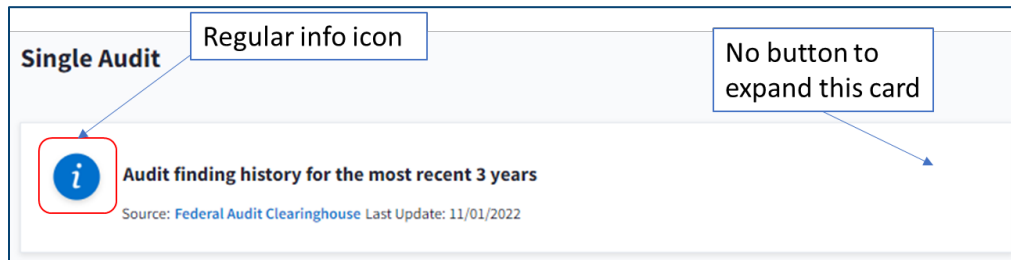 Regular info icon
Single Audit
No button to
expand this card
i
Audit finding history for the most recent 3 years
Source: Federal Audit Clearinghouse Last Update: 11/01/2022